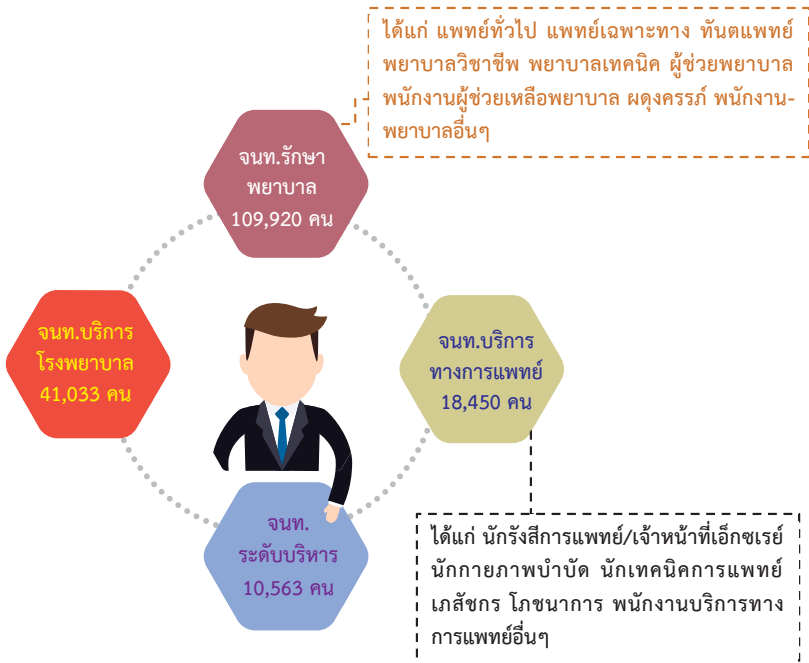 ได้แก่ แพทย์ทั่วไป แพทย์เฉพาะทาง ทันตแพทย์
พยาบาลวิชาชีพ พยาบาลเทคนิค ผู้ช่วยพยาบาล
พนักงานผู้ช่วยเหลือพยาบาล ผดุงครรภ์ พนักงาน-
พยาบาลอื่นๆ
จนท.รักษา
พยาบาล
109,920 คน
จนท.บริการ
โรงพยาบาล
41,033 คน
จนท.บริการ
ทางการแพทย์
18,450 คน
จนท.
ระดับบริหาร
10,563 คน
ได้แก่ นักรังสีการแพทย์/เจ้าหน้าที่เอ็กซเรย์
นักกายภาพบำบัด นักเทคนิคการแพทย์
เภสัชกร โภชนาการ พนักงานบริการทาง
การแพทย์อื่นๆ